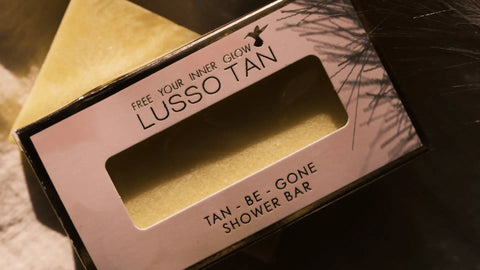 FREE YOUR INNER GLOW
LUSSO TAN
TAN - BE - GONE
SHOWER BAR